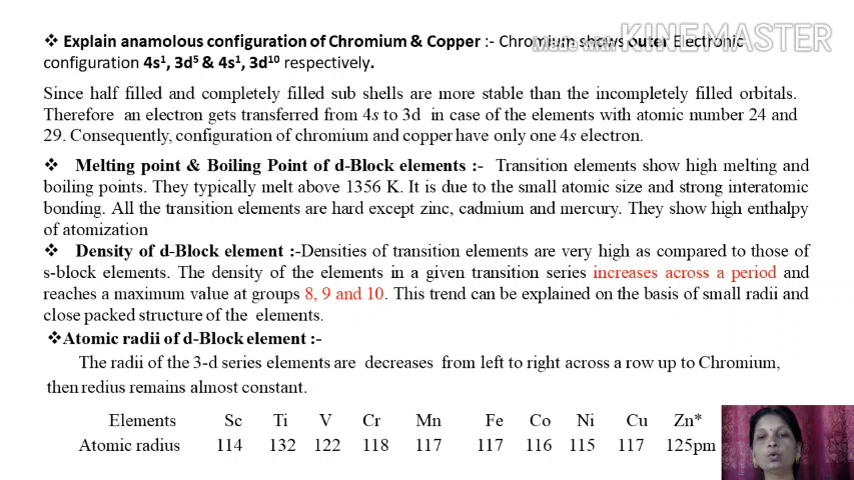 ❖ Explain anamolous configuration of Chromium & Copper :- Chromium shows outer Electronic
Made with KINEMASTER
configuration 4s¹, 3d⁵ & 4s¹, 3d¹⁰ respectively.
Since half filled and completely filled sub shells are more stable than the incompletely filled orbitals.
Therefore an electron gets transferred from 4s to 3d in case of the elements with atomic number 24 and
29. Consequently, configuration of chromium and copper have only one 4s electron.
❖ Melting point & Boiling Point of d-Block elements :- Transition elements show high melting and
boiling points. They typically melt above 1356 K. It is due to the small atomic size and strong interatomic
bonding. All the transition elements are hard except zinc, cadmium and mercury. They show high enthalpy
of atomization
❖ Density of d-Block element :-Densities of transition elements are very high as compared to those of
s-block elements. The density of the elements in a given transition series increases across a period and
reaches a maximum value at groups 8, 9 and 10. This trend can be explained on the basis of small radii and
close packed structure of the elements.
❖Atomic radii of d-Block element :-
The radii of the 3-d series elements are decreases from left to right across a row up to Chromium,
then redius remains almost constant.
Elements Sc Ti V Cr Mn Fe Co Ni Cu Zn*
Atomic radius 114 132 122 118 117 117 116 115 117 125pm